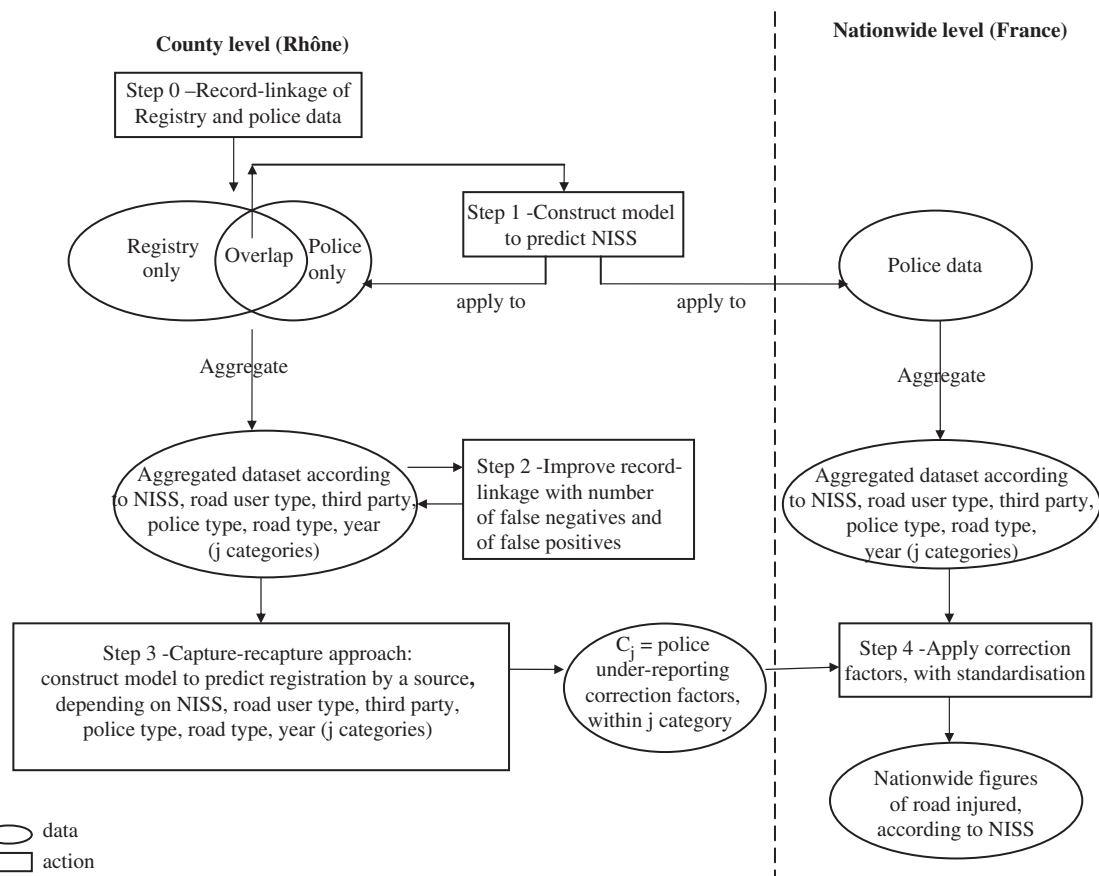 County level (Rhône)
Nationwide level (France)
Step 0 –Record-linkage of
Registry and police data
Registry
only
Overlap
Police
only
Step 1 -Construct model
to predict NISS
apply to
apply to
Police data
Aggregate
Aggregate
Aggregated dataset according
to NISS, road user type, third party,
police type, road type, year
(j categories)
Step 2 -Improve record-
linkage with number
of false negatives and
of false positives
Aggregated dataset according
to NISS, road user type, third party,
police type, road type,
year (j categories)
Step 3 -Capture-recapture approach:
construct model to predict registration by a source,
depending on NISS, road user type, third party,
police type, road type, year (j categories)
Cj = police
under-reporting
correction factors,
within j category
Step 4 -Apply correction
factors, with standardisation
Nationwide figures
of road injured,
according to NISS
data
action